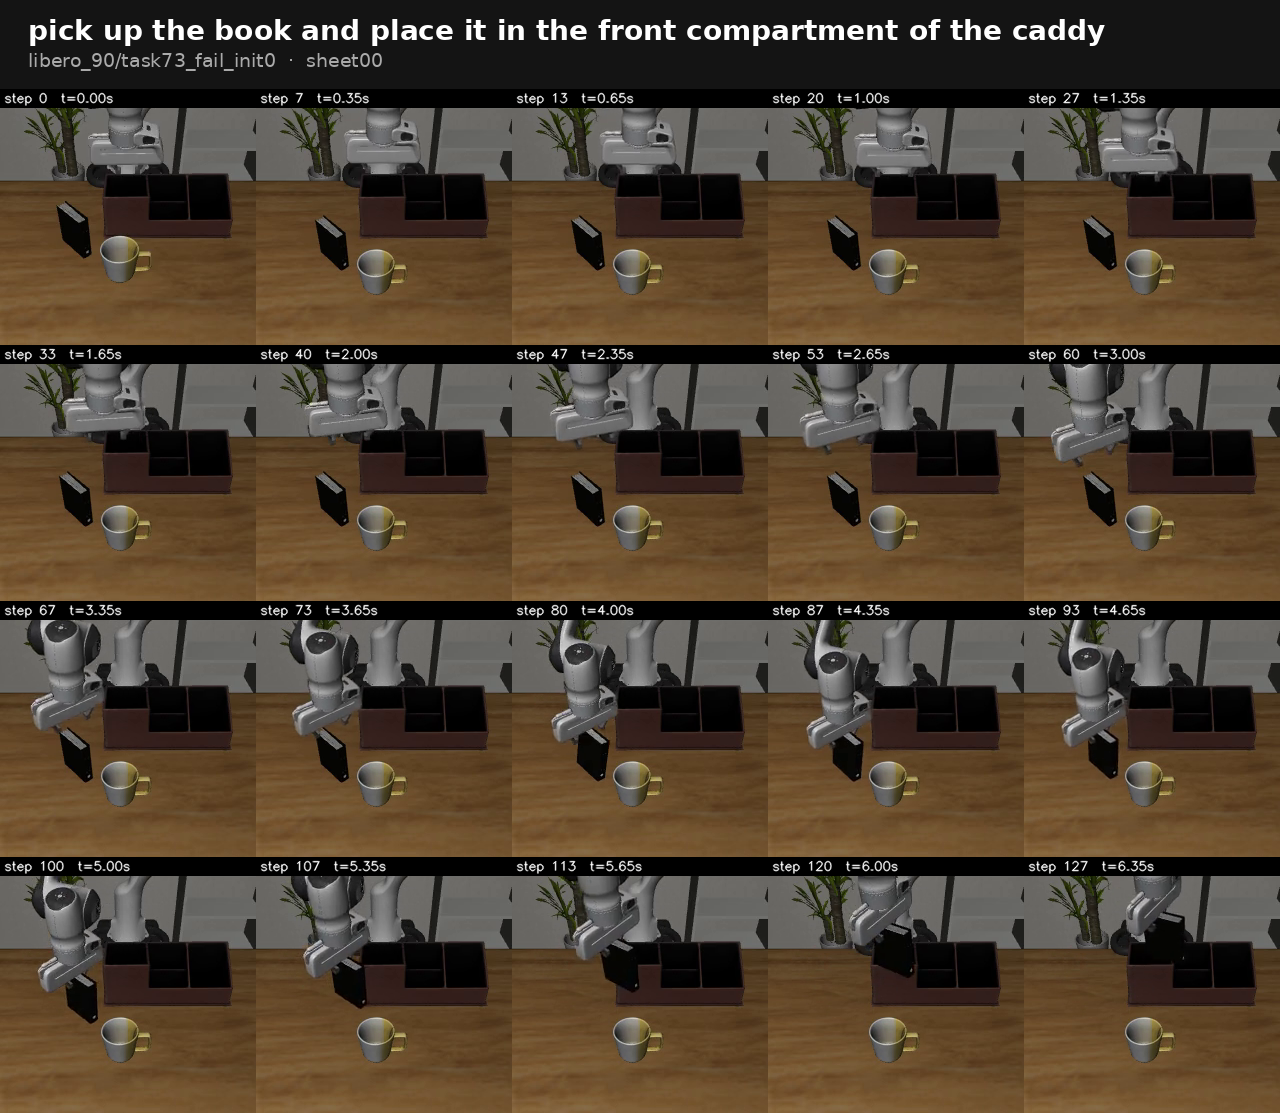 pick up the book and place it in the front compartment of the caddy
libero_90/task73_fail_init0 · sheet00
step 0 t=0.00s
step 7 t=0.35s
step 13 t=0.65s
step 20 t=1.00s
step 27 t=1.35s
step 33 t=1.65s
step 40 t=2.00s
step 47 t=2.35s
step 53 t=2.65s
step 60 t=3.00s
step 67 t=3.35s
step 73 t=3.65s
step 80 t=4.00s
step 87 t=4.35s
step 93 t=4.65s
step 100 t=5.00s
step 107 t=5.35s
step 113 t=5.65s
step 120 t=6.00s
step 127 t=6.35s